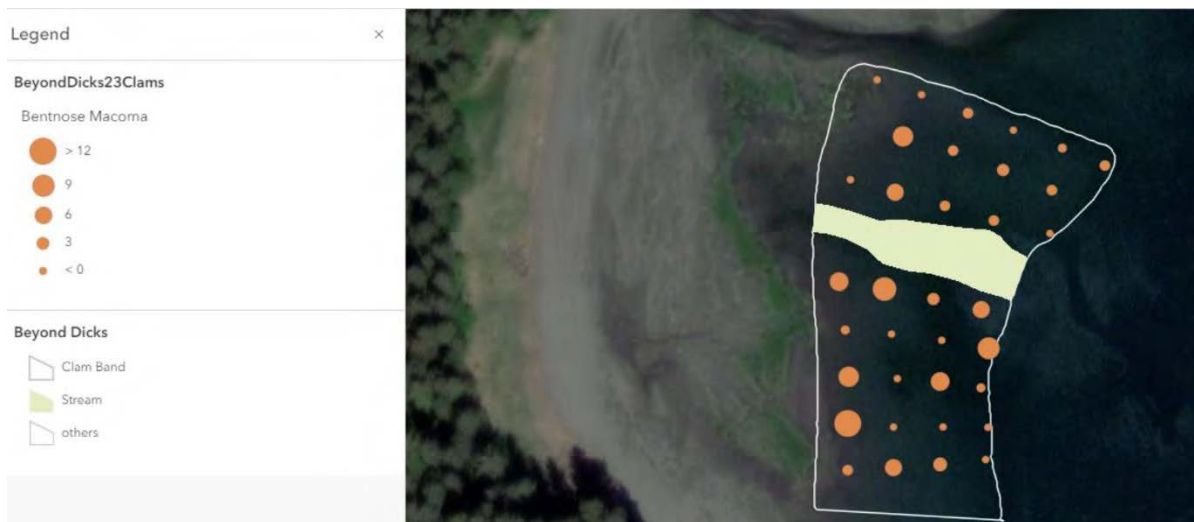 Legend ×
BeyondDicks23Clams
Bentnose Macoma
> 12
9
6
3
< 0
Beyond Dicks
Clam Band
Stream
others